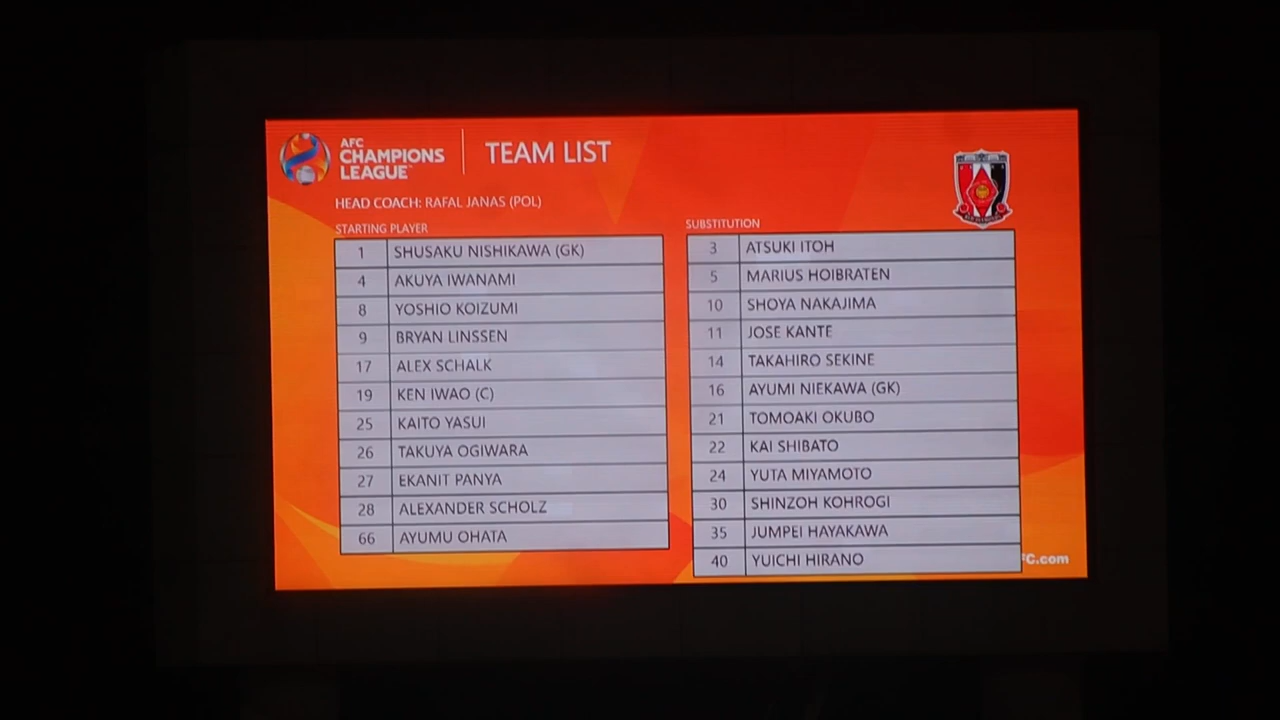 AFC
CHAMPIONS
LEAGUE
TEAM LIST
HEAD COACH: RAFAL JANAS (POL)
STARTING PLAYER
1 SHUSAKU NISHIKAWA (GK)
4 AKUYA IWANAMI
8 YOSHIO KOIZUMI
9 BRYAN LINSSEN
17 ALEX SCHALK
19 KEN IWAO (C)
25 KAITO YASUI
26 TAKUYA OGIWARA
27 EKANIT PANYA
28 ALEXANDER SCHOLZ
66 AYUMU OHATA
SUBSTITUTION
3 ATSUKI ITOH
5 MARIUS HOIBRATEN
10 SHOYA NAKAJIMA
11 JOSE KANTE
14 TAKAHIRO SEKINE
16 AYUMI NIEKAWA (GK)
21 TOMOAKI OKUBO
22 KAI SHIBATO
24 YUTA MIYAMOTO
30 SHINZOH KOHROGI
35 JUMPEI HAYAKAWA
40 YUICHI HIRANO
FC.com